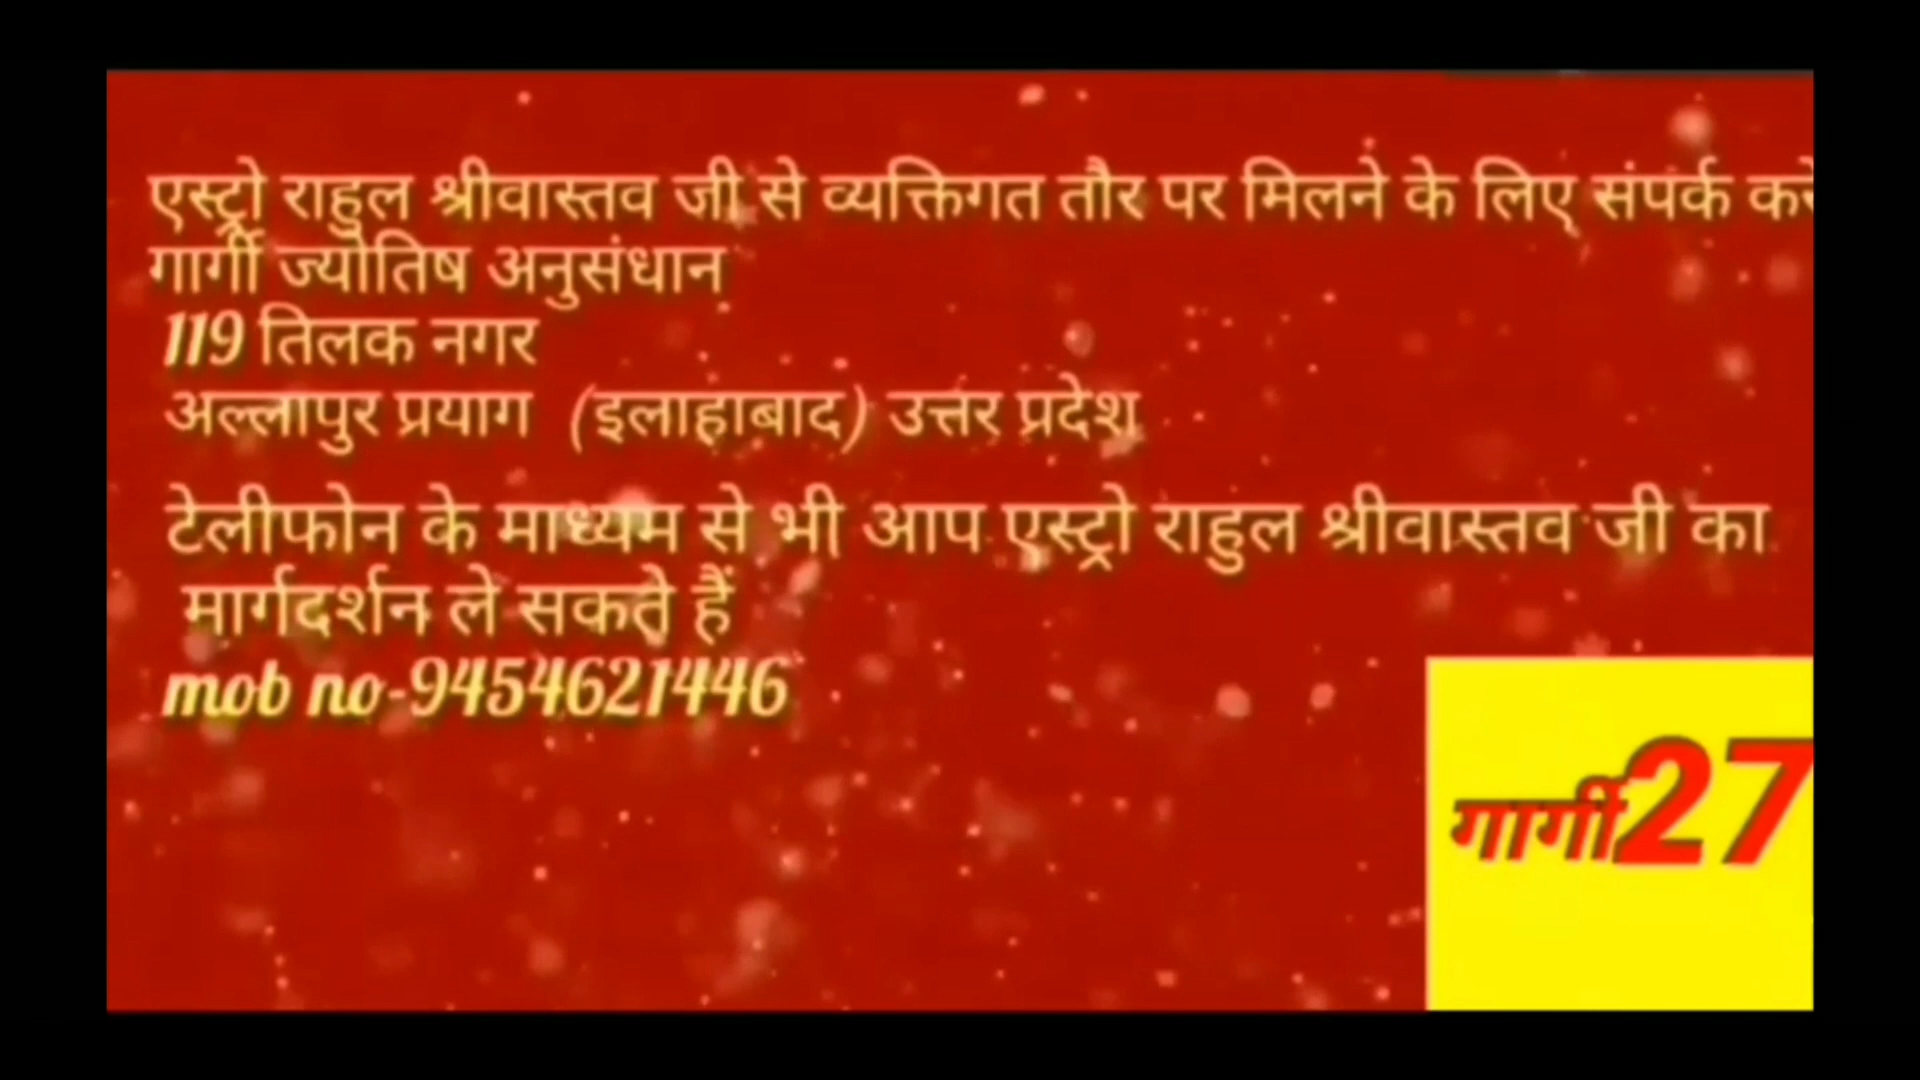 एस्ट्रो राहुल श्रीवास्तव जी से व्यक्तिगत तौर पर मिलने के लिए संपर्क करे
गार्गी ज्योतिष अनुसंधान
119 तिलक नगर
अल्लापुर प्रयाग (इलाहाबाद) उत्तर प्रदेश
टेलीफोन के माध्यम से भी आप एस्ट्रो राहुल श्रीवास्तव जी का
मार्गदर्शन ले सकते हैं
mob no-9454621446
गार्गी27